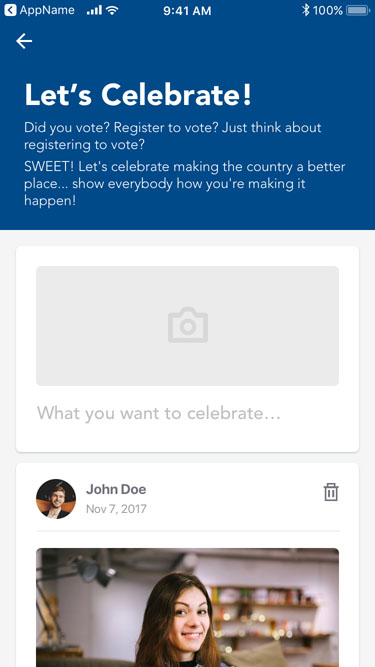 AppName 9:41 AM 100%
Let's Celebrate!
Did you vote? Register to vote? Just think about
registering to vote?
SWEET! Let's celebrate making the country a better
place... show everybody how you're making it
happen!
What you want to celebrate...
John Doe
Nov 7, 2017